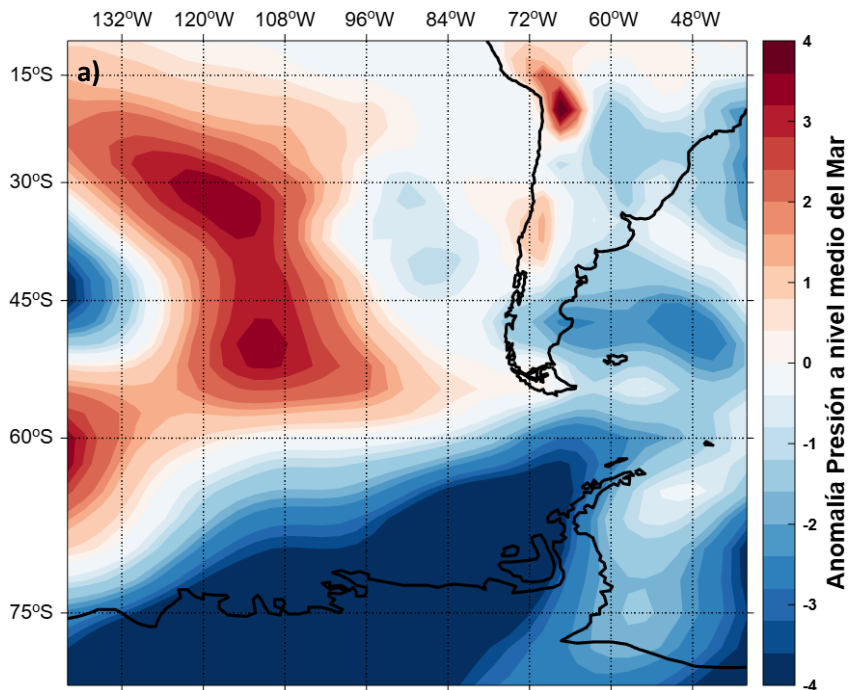 132ºW 120ºW 108ºW 96ºW 84ºW 72ºW 60ºW 48ºW
a)
15ºS
30ºS
45ºS
60ºS
75ºS
4
3
2
1
0
-1
-2
-3
-4
Anomalía Presión a nivel medio del Mar